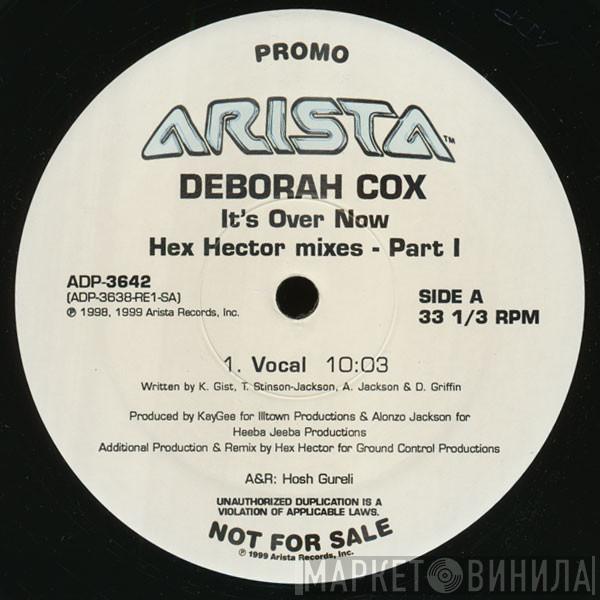 PROMO
ARISTA™
DEBORAH COX
It's Over Now
Hex Hector mixes - Part I
ADP-3642
(ADP-3638-RE1-SA)
℗ 1998, 1999 Arista Records, Inc.
SIDE A
33 1/3 RPM
1. Vocal 10:03
Written by K. Gist, T. Stinson-Jackson, A. Jackson & D. Griffin
Produced by KayGee for Illtown Productions & Alonzo Jackson for
Heeba Jeeba Productions
Additional Production & Remix by Hex Hector for Ground Control Productions
A&R: Hosh Gureli
UNAUTHORIZED DUPLICATION IS A
VIOLATION OF APPLICABLE LAWS.
NOT FOR SALE
℗ 1999 Arista Records, Inc.
МАРКЕТ ВИНИЛА